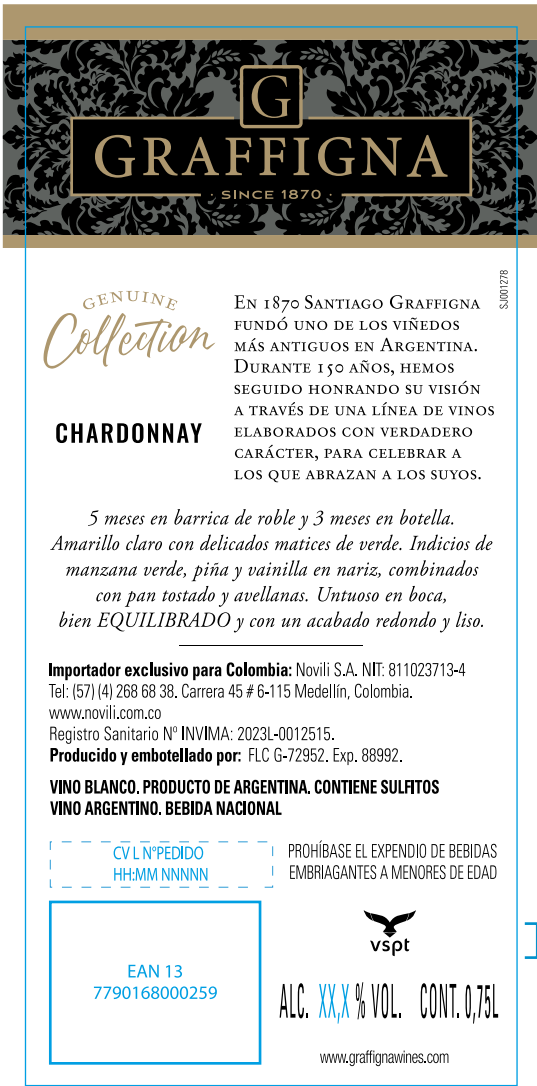 G
GRAFFIGNA
· SINCE 1870 ·
SJ001278
GENUINE
Collection
CHARDONNAY
En 1870 Santiago Graffigna
fundó uno de los viñedos
más antiguos en Argentina.
Durante 150 años, hemos
seguido honrando su visión
a través de una línea de vinos
elaborados con verdadero
carácter, para celebrar a
los que abrazan a los suyos.
5 meses en barrica de roble y 3 meses en botella.
Amarillo claro con delicados matices de verde. Indicios de
manzana verde, piña y vainilla en nariz, combinados
con pan tostado y avellanas. Untuoso en boca,
bien EQUILIBRADO y con un acabado redondo y liso.
Importador exclusivo para Colombia: Novili S.A. NIT: 811023713-4
Tel: (57) (4) 268 68 38. Carrera 45 # 6-115 Medellín, Colombia.
www.novili.com.co
Registro Sanitario Nº INVIMA: 2023L-0012515.
Producido y embotellado por: FLC G-72952. Exp. 88992.
VINO BLANCO. PRODUCTO DE ARGENTINA. CONTIENE SULFITOS
VINO ARGENTINO. BEBIDA NACIONAL
CV L NºPEDIDO
HH:MM NNNNN
PROHÍBASE EL EXPENDIO DE BEBIDAS
EMBRIAGANTES A MENORES DE EDAD
EAN 13
7790168000259
vspt
ALC. XX,X % VOL. CONT. 0,75L
www.graffignawines.com